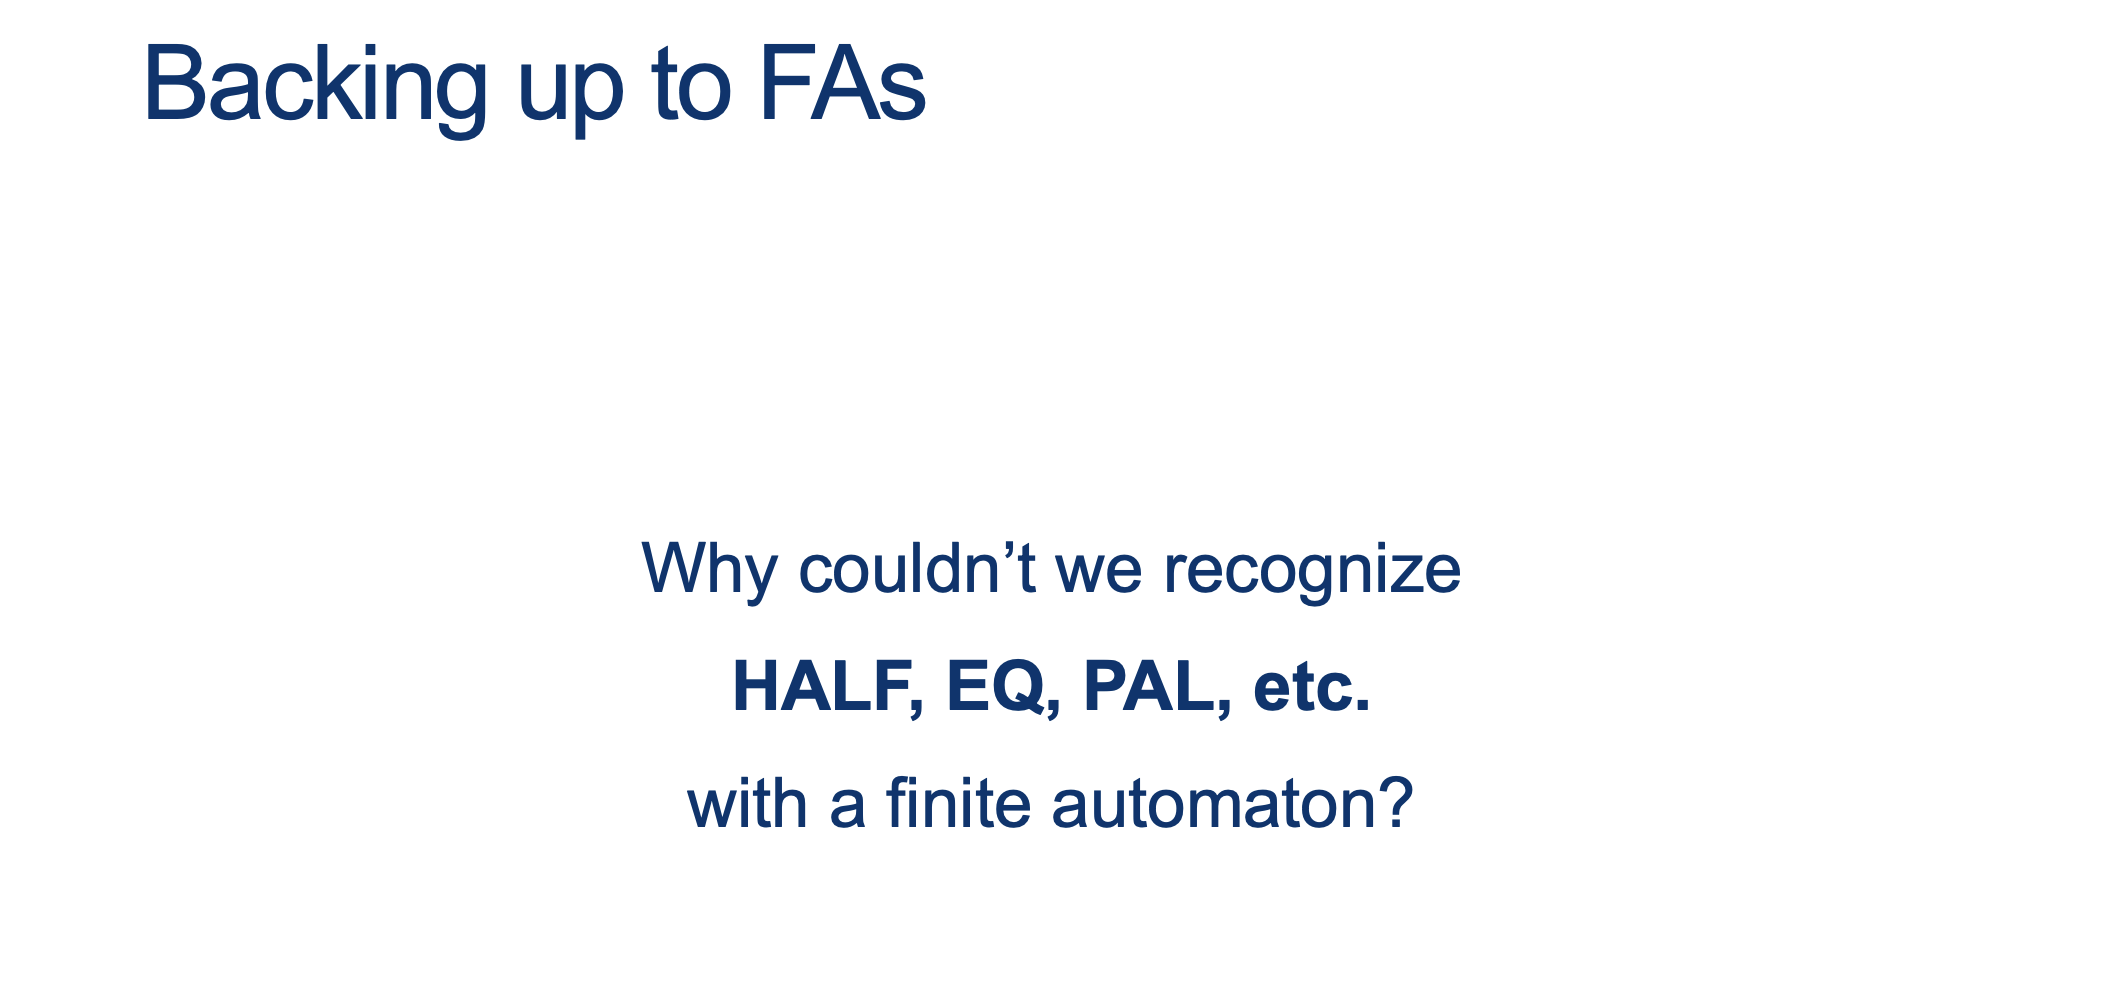 Backing up to FAs
Why couldn’t we recognize
HALF, EQ, PAL, etc.
with a finite automaton?